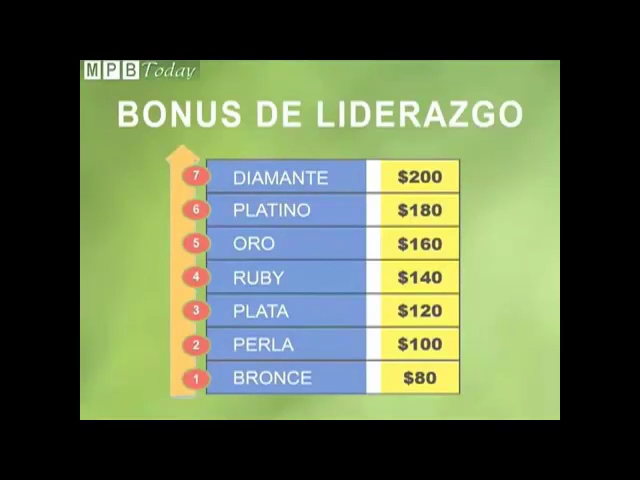 MPB Today
BONUS DE LIDERAZGO
7 DIAMANTE $200
6 PLATINO $180
5 ORO $160
4 RUBY $140
3 PLATA $120
2 PERLA $100
1 BRONCE $80